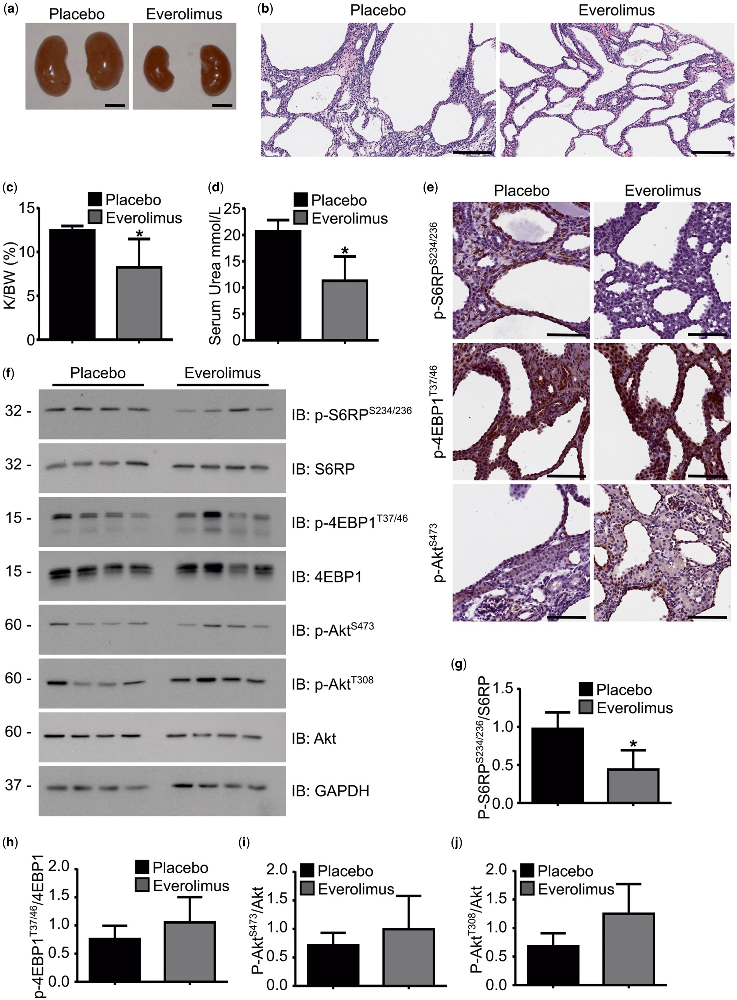 (a)
Placebo
Everolimus
(b)
Placebo
Everolimus
(c)
Placebo
Everolimus
K/BW (%)
15
10
5
0
*
(d)
Placebo
Everolimus
Serum Urea mmol/L
25
20
15
10
5
0
*
(e)
Placebo
Everolimus
p-S6RP^S234/236
p-4EBP1^T37/46
p-Akt^S473
(f)
Placebo
Everolimus
32 -
IB: p-S6RP^S234/236
32 -
IB: S6RP
15 -
IB: p-4EBP1^T37/46
15 -
IB: 4EBP1
60 -
IB: p-Akt^S473
60 -
IB: p-Akt^T308
60 -
IB: Akt
37 -
IB: GAPDH
(g)
Placebo
Everolimus
P-S6RP^S234/236/S6RP
1.5
1.0
0.5
0.0
*
(h)
Placebo
Everolimus
p-4EBP1^T37/46/4EBP1
2.0
1.5
1.0
0.5
0.0
(i)
Placebo
Everolimus
P-Akt^S473/Akt
2.0
1.5
1.0
0.5
0.0
(j)
Placebo
Everolimus
P-Akt^T308/Akt
2.0
1.5
1.0
0.5
0.0